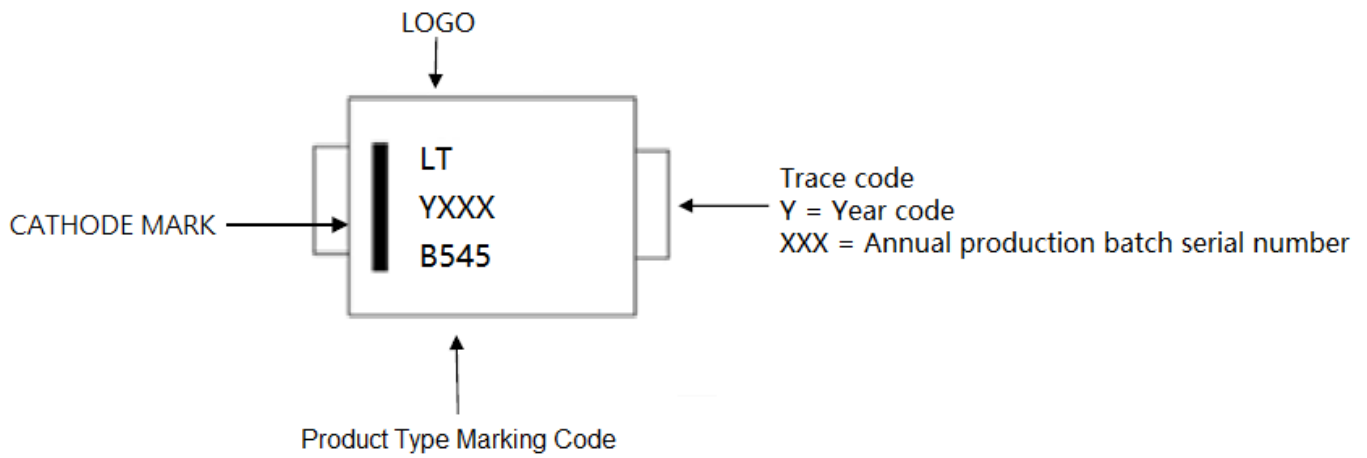 LOGO
LT
YXXX
B545
CATHODE MARK
Trace code
Y = Year code
XXX = Annual production batch serial number
Product Type Marking Code